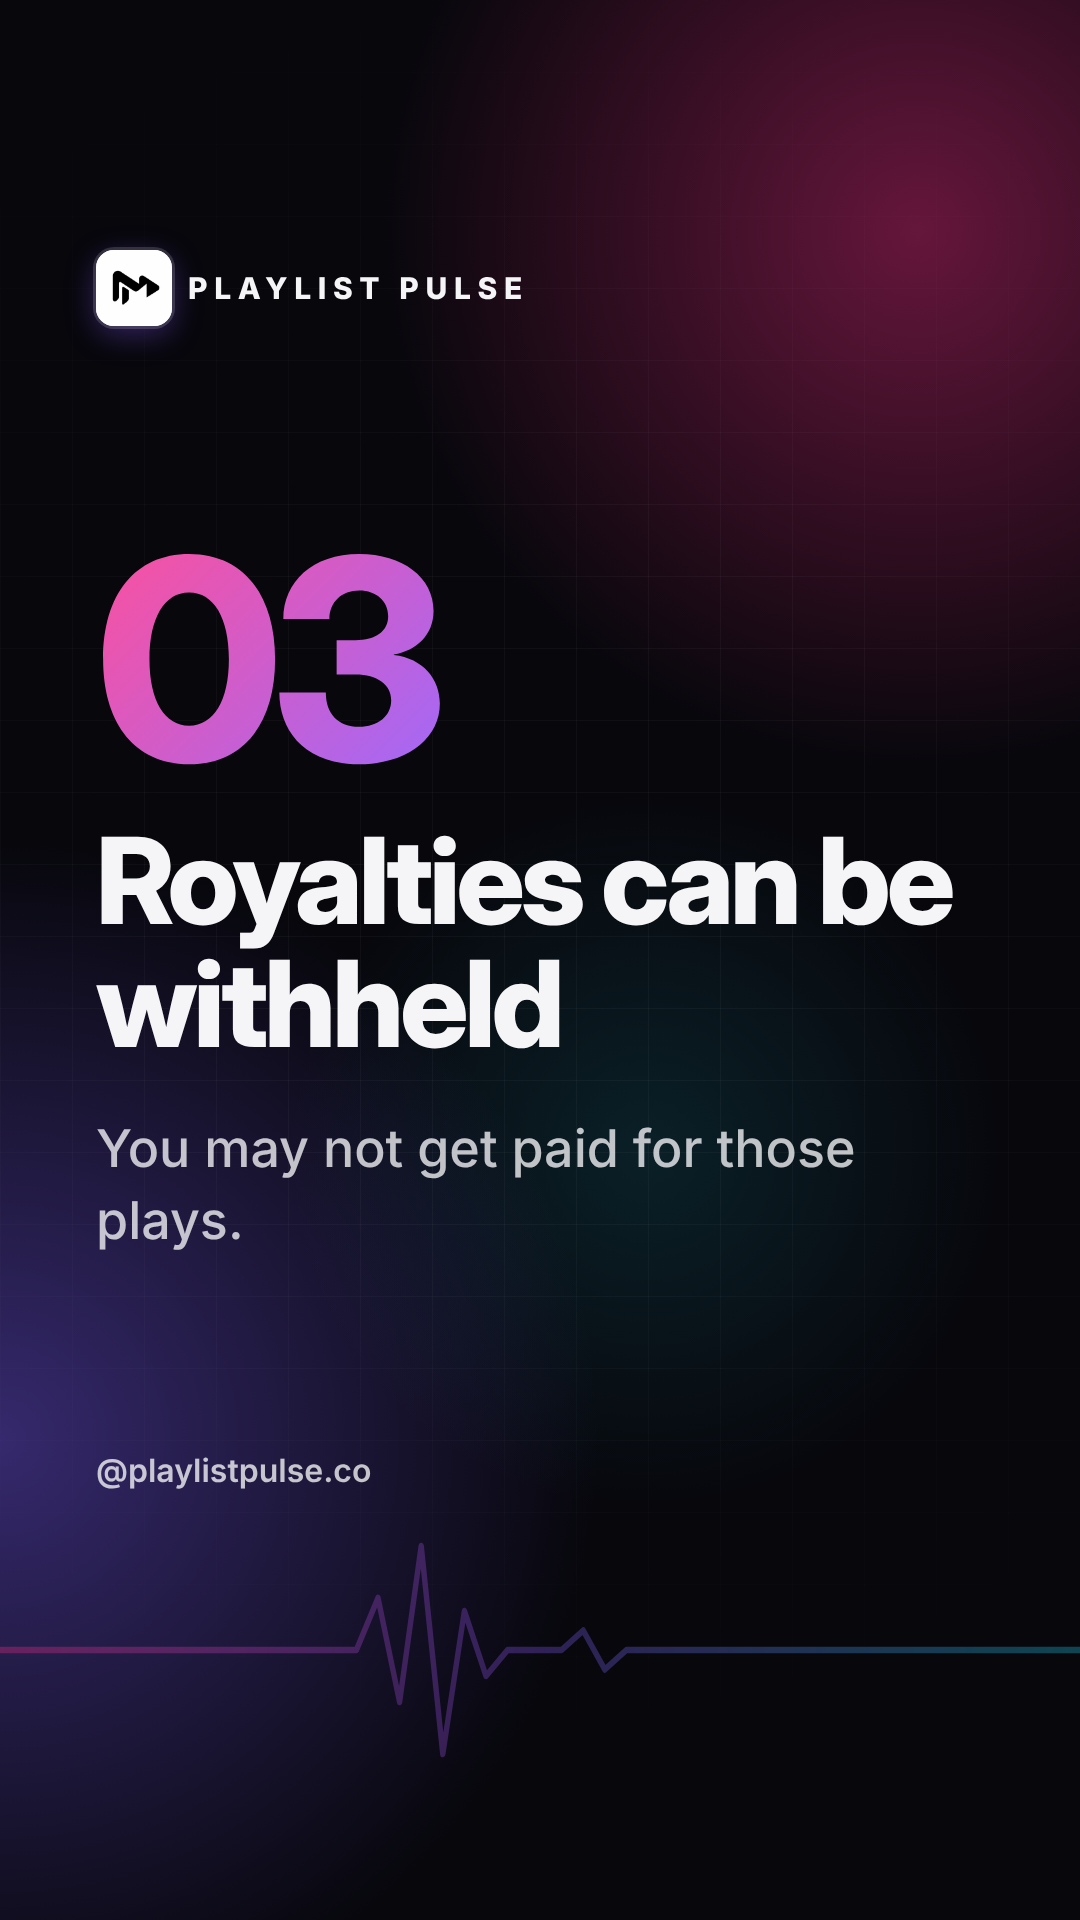 PLAYLIST PULSE
03
Royalties can be
withheld
You may not get paid for those
plays.
@playlistpulse.co